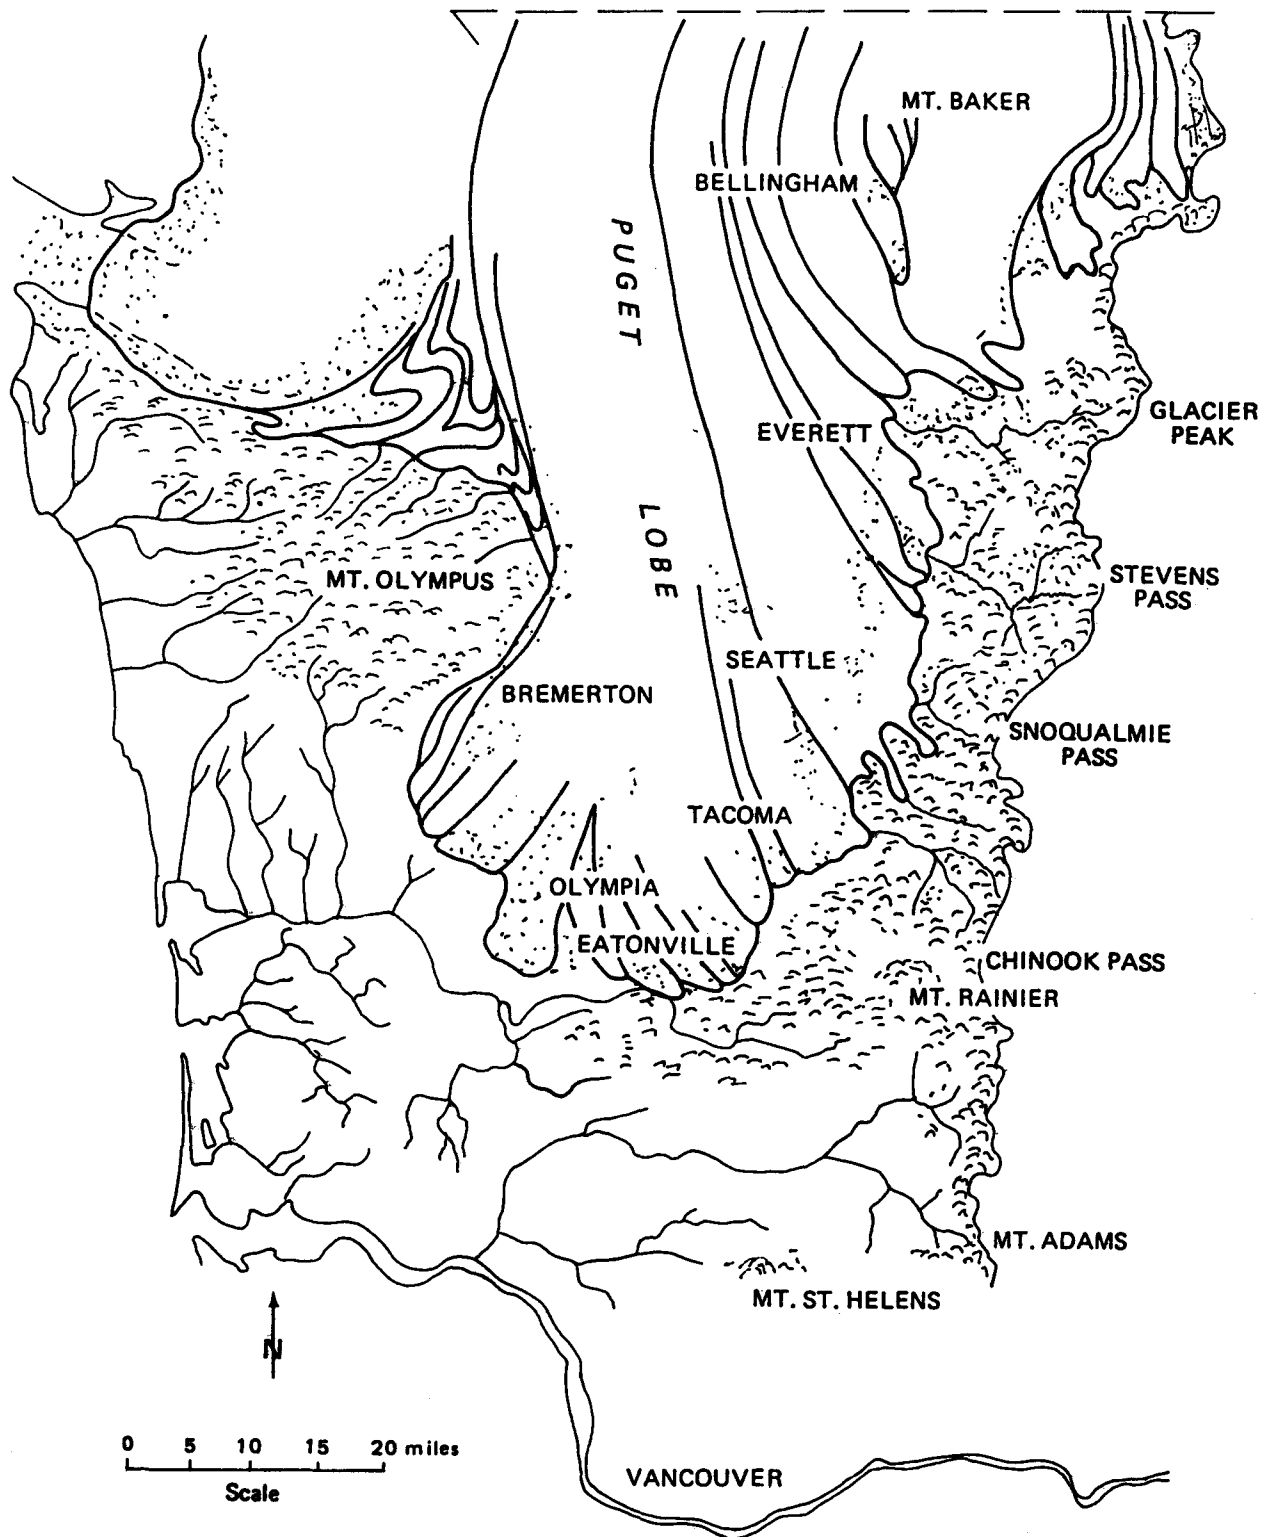 MT. BAKER
BELLINGHAM
PUGET
LOBE
GLACIER
PEAK
EVERETT
MT. OLYMPUS
STEVENS
PASS
SEATTLE
BREMERTON
SNOQUALMIE
PASS
TACOMA
OLYMPIA
EATONVILLE
CHINOOK PASS
MT. RAINIER
MT. ADAMS
MT. ST. HELENS
N
0 5 10 15 20 miles
Scale
VANCOUVER